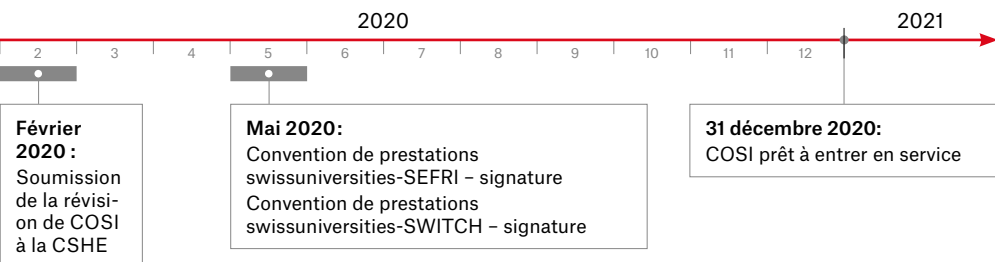 2020
2021
2
3
4
5
6
7
8
9
10
11
12
Février
2020 :
Soumission
de la révisi-
on de COSI
à la CSHE
Mai 2020:
Convention de prestations
swissuniversities-SEFRI – signature
Convention de prestations
swissuniversities-SWITCH – signature
31 décembre 2020:
COSI prêt à entrer en service